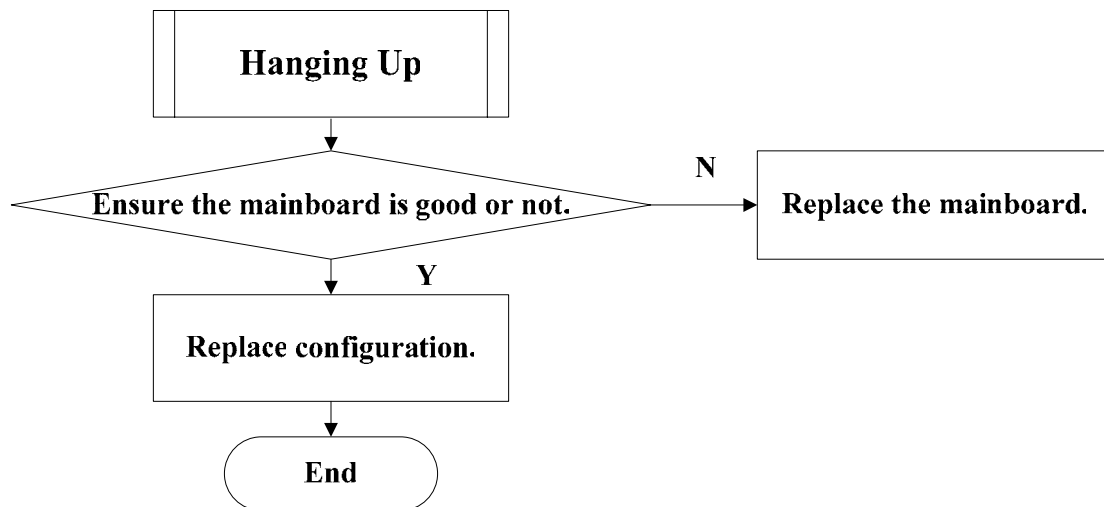 Hanging Up
N
Ensure the mainboard is good or not.
Replace the mainboard.
Y
Replace configuration.
End